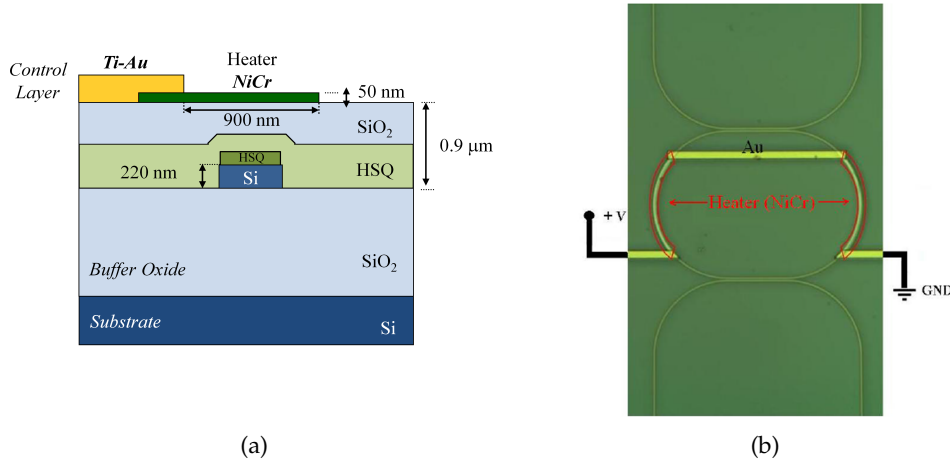 Ti-Au
Heater
NiCr
Control
Layer
50 nm
900 nm
SiO₂
0.9 µm
HSQ
220 nm
Si
HSQ
Buffer Oxide
SiO₂
Substrate
Si
(a)
Au
Heater (NiCr)
+ V
GND
(b)